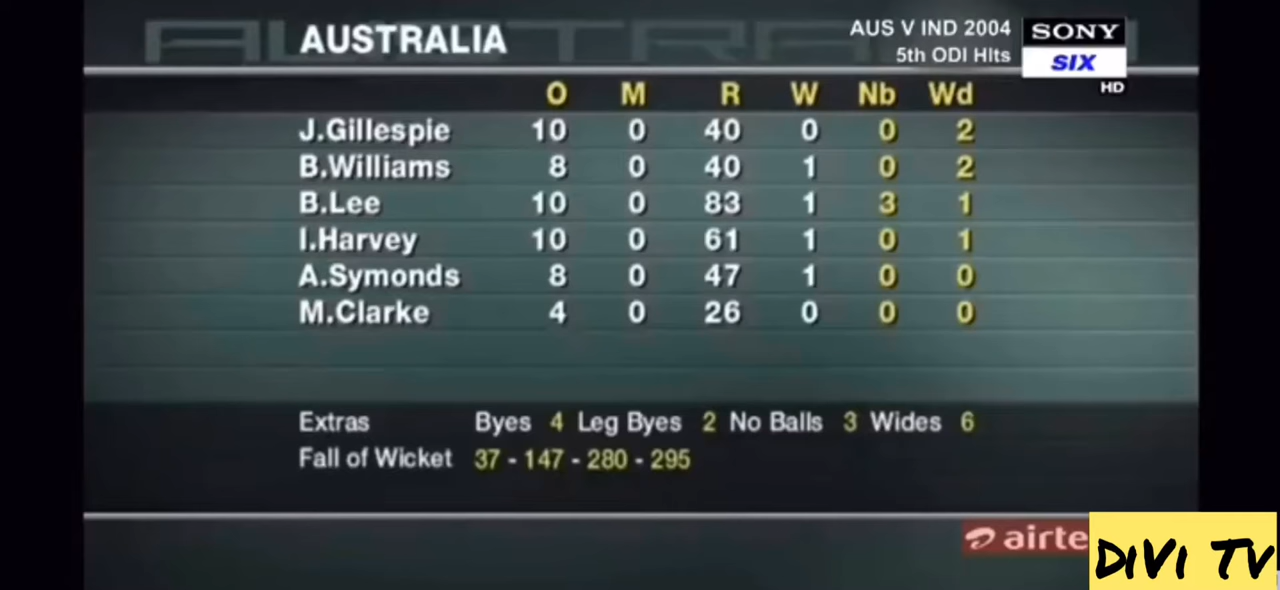 AUSTRALIA
AUS V IND 2004
5th ODI Hlts
SONY
SIX
HD
O M R W Nb Wd
J.Gillespie 10 0 40 0 0 2
B.Williams 8 0 40 1 0 2
B.Lee 10 0 83 1 3 1
I.Harvey 10 0 61 1 0 1
A.Symonds 8 0 47 1 0 0
M.Clarke 4 0 26 0 0 0
Extras Byes 4 Leg Byes 2 No Balls 3 Wides 6
Fall of Wicket 37 - 147 - 280 - 295
airte
DIVI TV